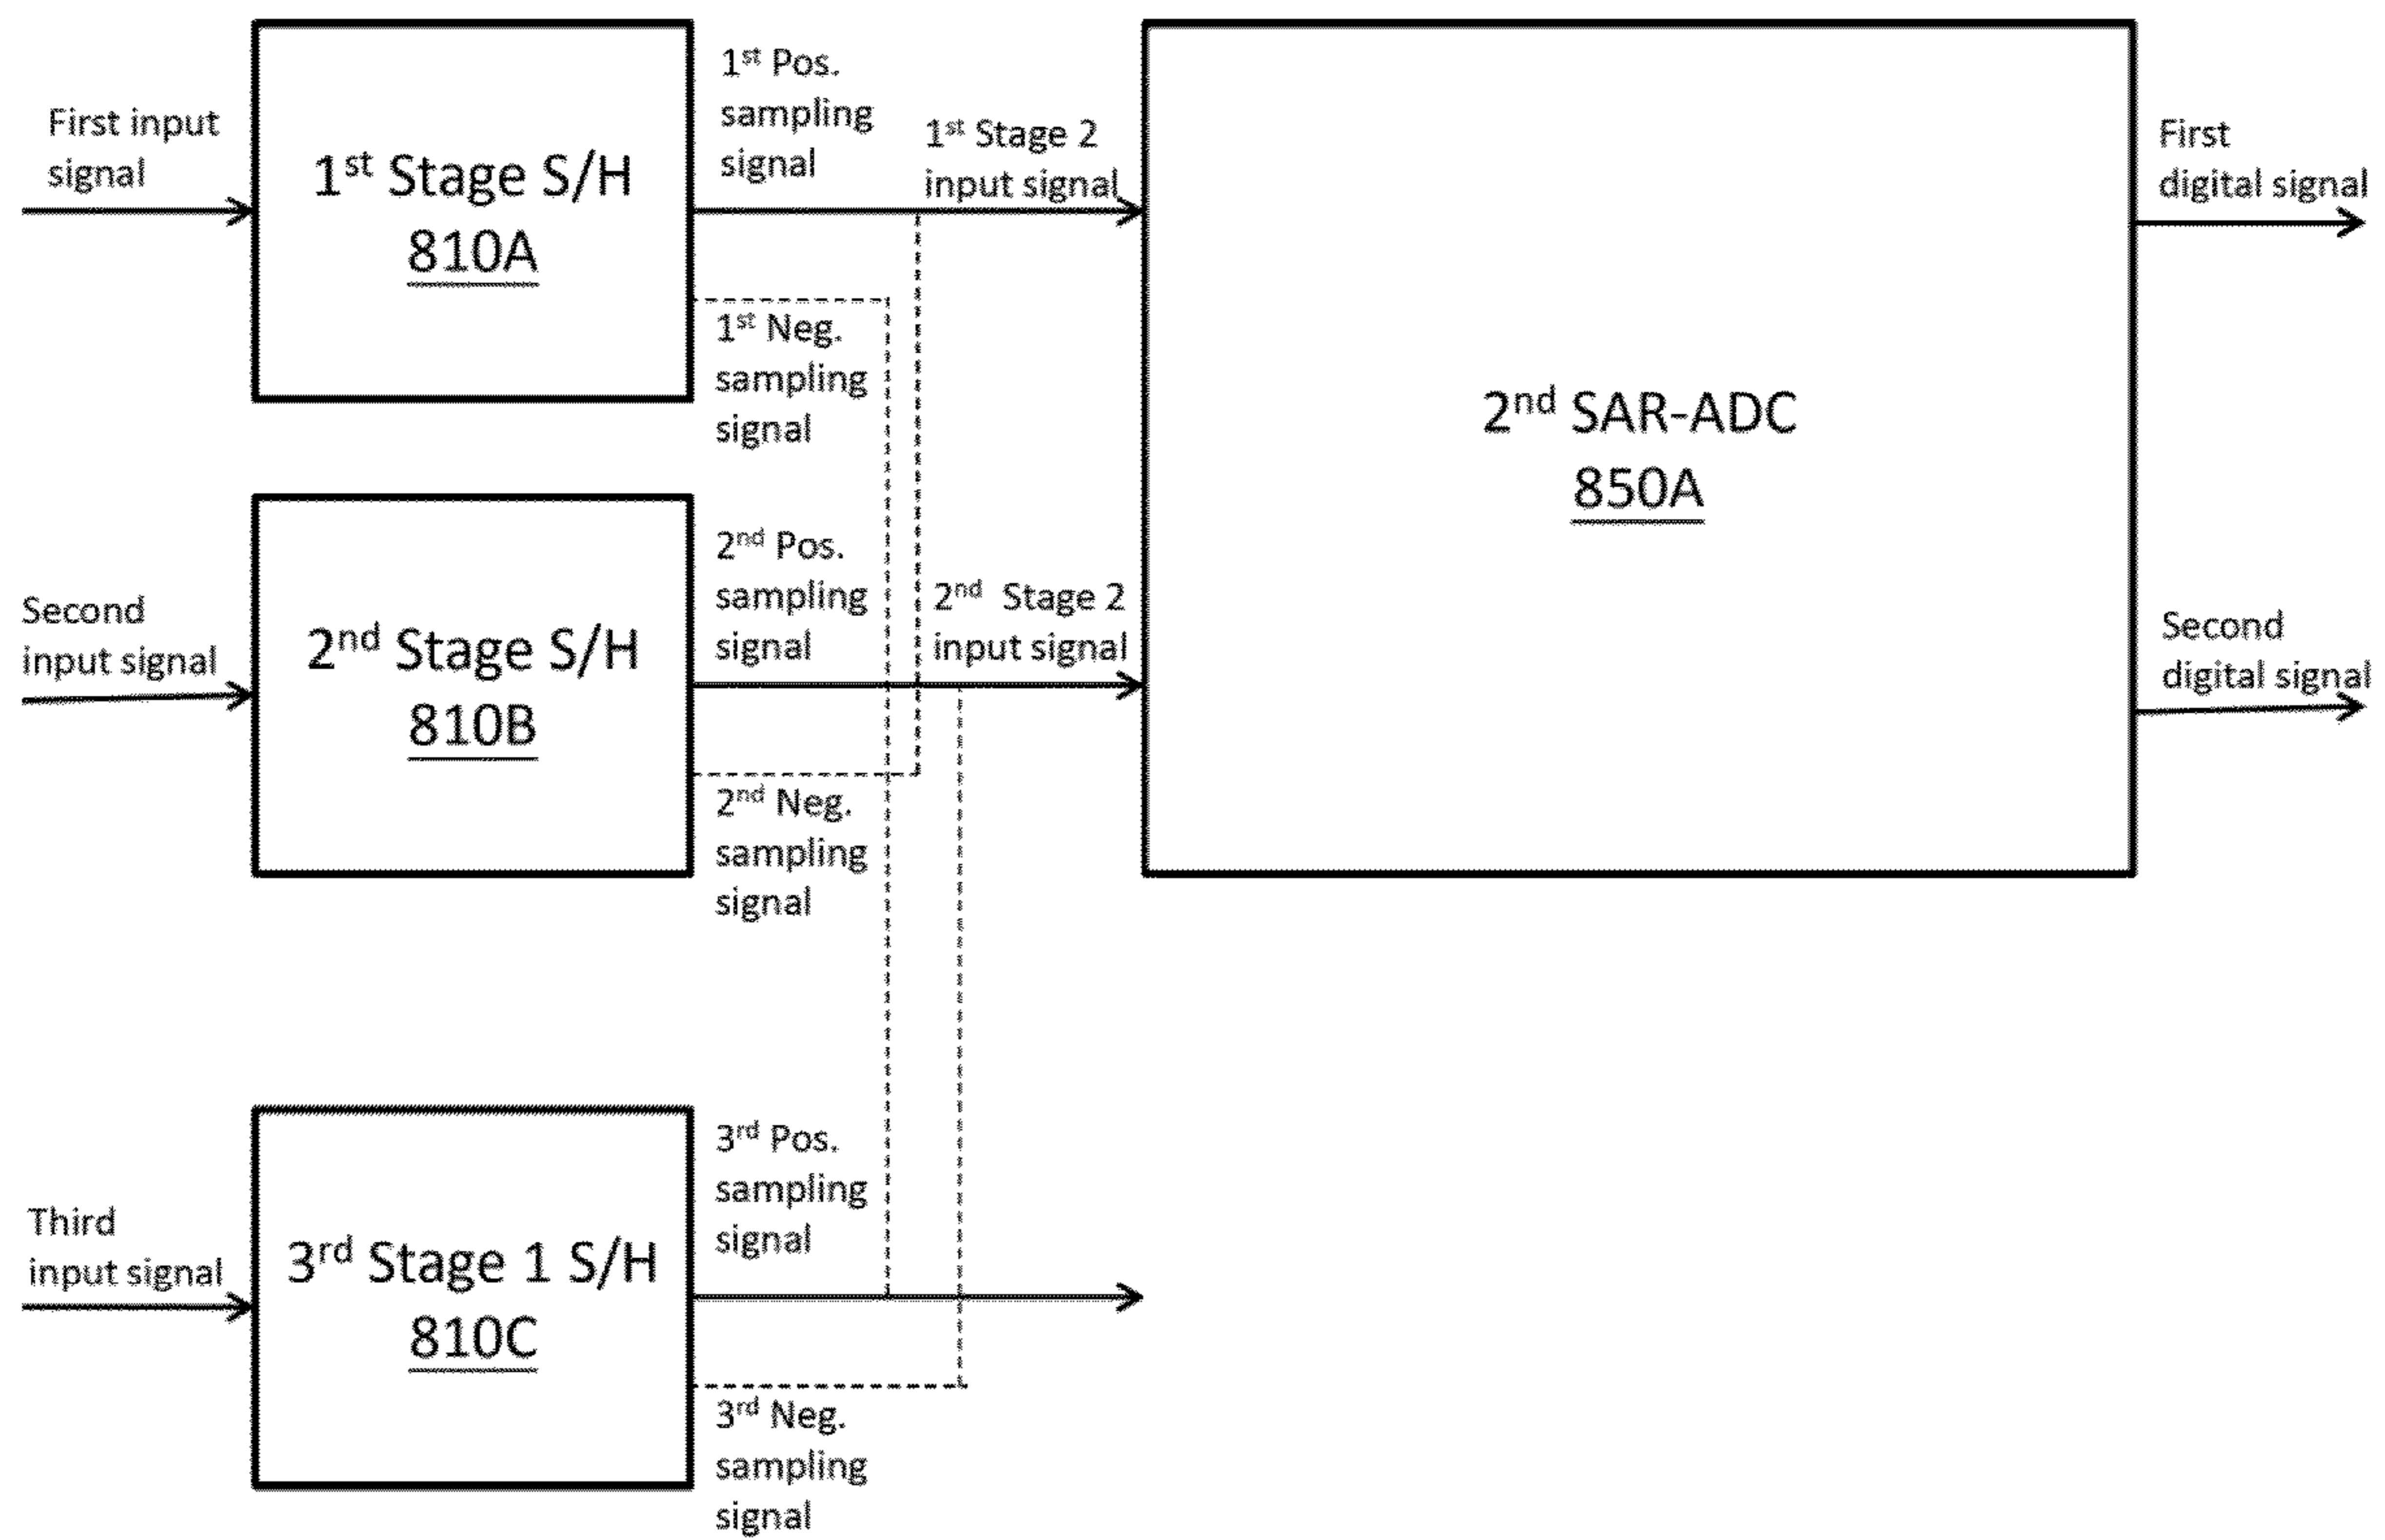 First input
signal
1st Stage S/H
810A
1st Pos.
sampling
signal
1st Neg.
sampling
signal
1st Stage 2
input signal
2nd SAR-ADC
850A
First
digital signal
Second
input signal
2nd Stage S/H
810B
2nd Pos.
sampling
signal
2nd Neg.
sampling
signal
2nd Stage 2
input signal
Second
digital signal
Third
input signal
3rd Stage 1 S/H
810C
3rd Pos.
sampling
signal
3rd Neg.
sampling
signal